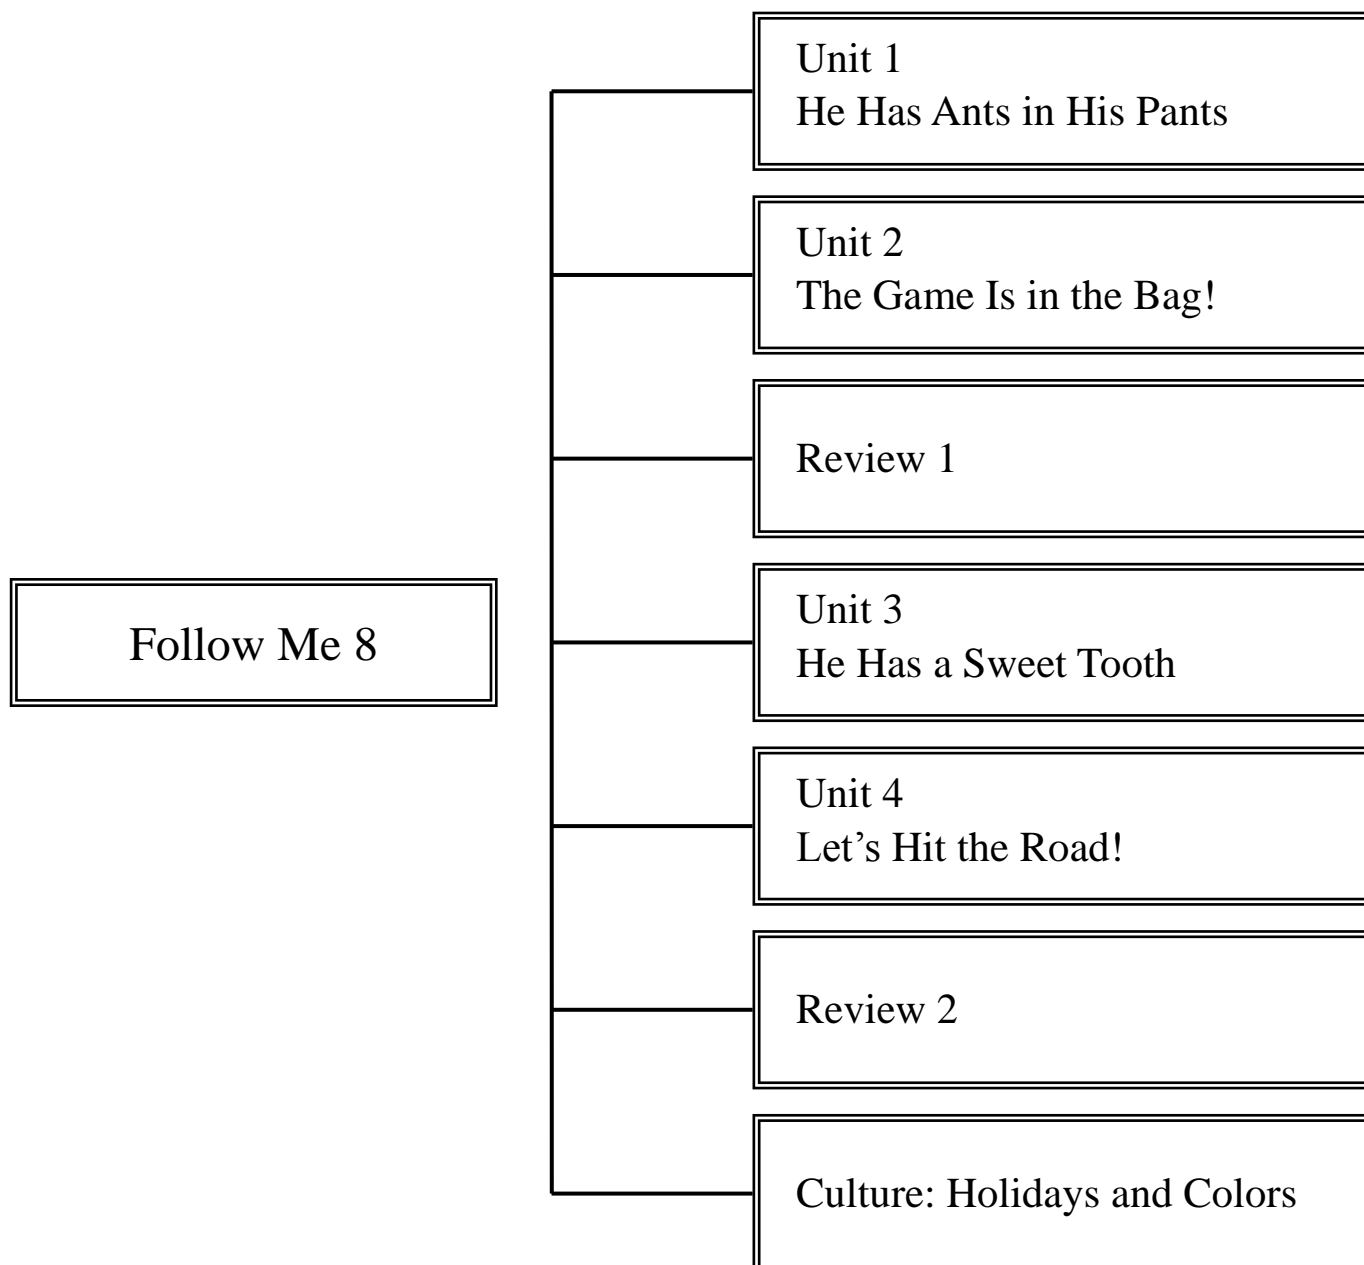 Follow Me 8
Unit 1
He Has Ants in His Pants
Unit 2
The Game Is in the Bag!
Review 1
Unit 3
He Has a Sweet Tooth
Unit 4
Let’s Hit the Road!
Review 2
Culture: Holidays and Colors